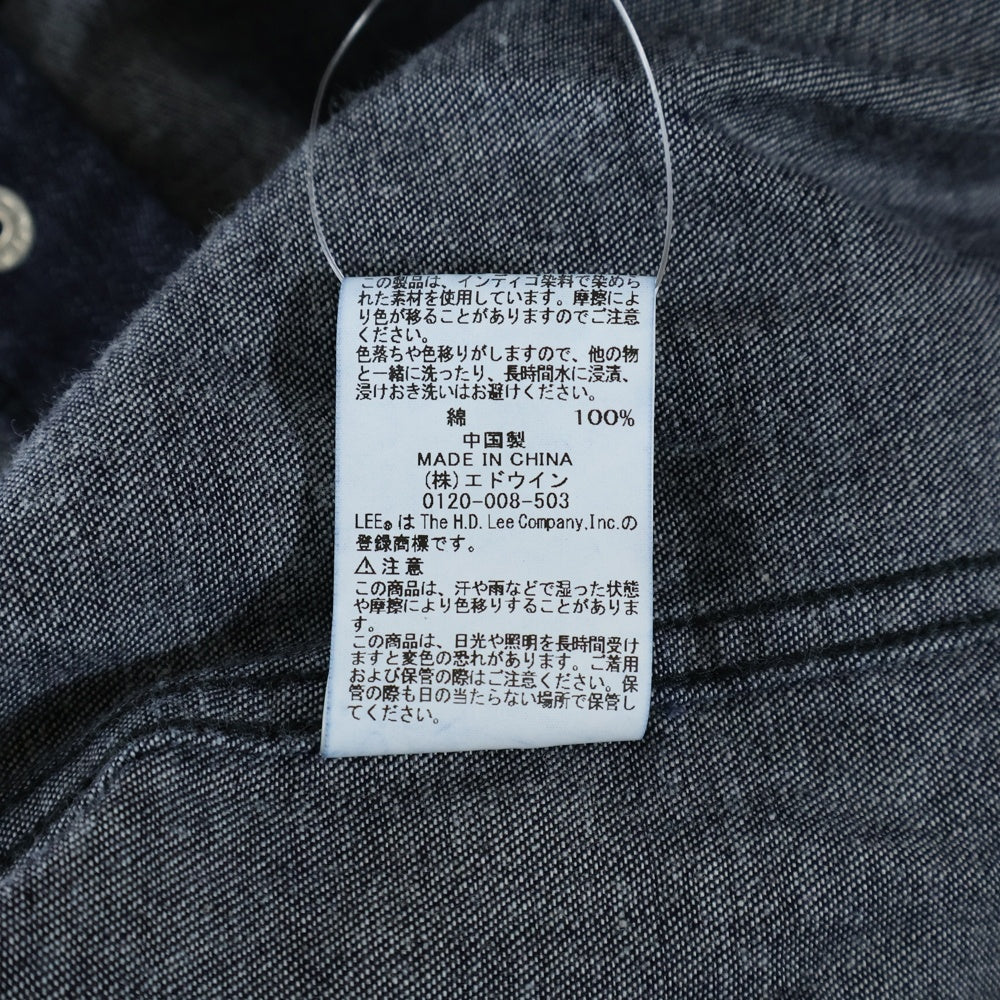 この製品は、インディゴ染料で染めら
れた素材を使用しています。摩擦によ
り色が移ることがありますのでご注意
ください。
色落ちや色移りがしますので、他の物
と一緒に洗ったり、長時間水に浸漬、
浸けおき洗いはお避けください。
綿 100%
中国製
MADE IN CHINA
(株)エドウイン
0120-008-503
LEE®は The H.D. Lee Company,Inc.の
登録商標です。
⚠注意
この商品は、汗や雨などで湿った状態
や摩擦により色移りすることがありま
す。
この商品は、日光や照明を長時間受け
ますと変色の恐れがあります。ご着用
および保管の際はご注意ください。保
管の際も日の当たらない場所で保管し
てください。